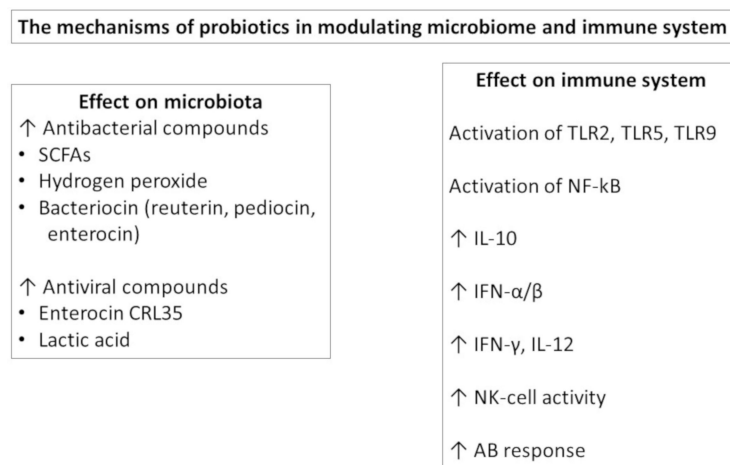 The mechanisms of probiotics in modulating microbiome and immune system
Effect on microbiota
↑ Antibacterial compounds
• SCFAs
• Hydrogen peroxide
• Bacteriocin (reuterin, pediocin,
enterocin)
↑ Antiviral compounds
• Enterocin CRL35
• Lactic acid
Effect on immune system
Activation of TLR2, TLR5, TLR9
Activation of NF-kB
↑ IL-10
↑ IFN-α/β
↑ IFN-γ, IL-12
↑ NK-cell activity
↑ AB response